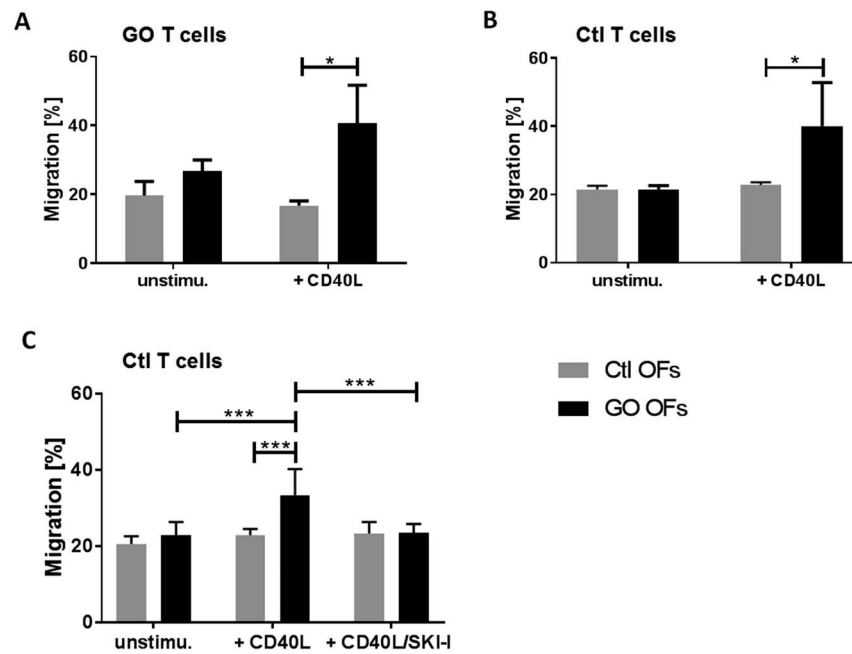 A
GO T cells
Migration [%]
60
40
20
0
*
unstimu.
+ CD40L
B
Ctl T cells
Migration [%]
60
40
20
0
*
unstimu.
+ CD40L
C
Ctl T cells
Migration [%]
60
40
20
0
***
***
***
unstimu.
+ CD40L
+ CD40L/SKI-I
Ctl OFs
GO OFs